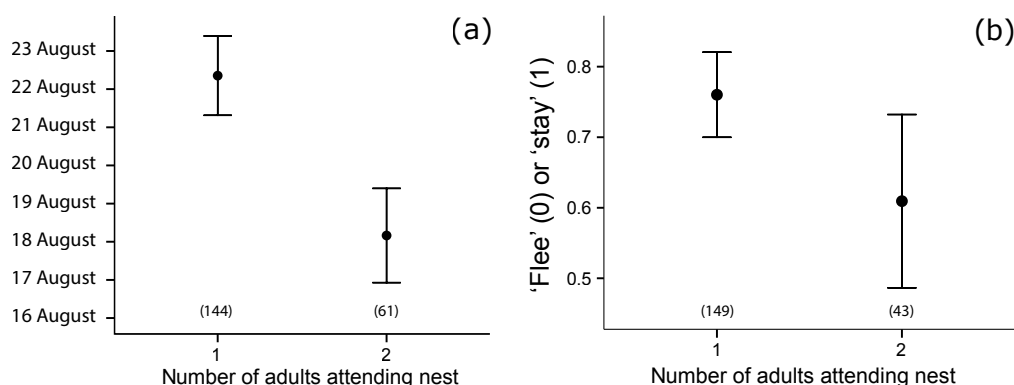 (a)
23 August
22 August
21 August
20 August
19 August
18 August
17 August
16 August
(144)
(61)
1
2
Number of adults attending nest
(b)
'Flee' (0) or 'stay' (1)
0.8
0.7
0.6
0.5
(149)
(43)
1
2
Number of adults attending nest